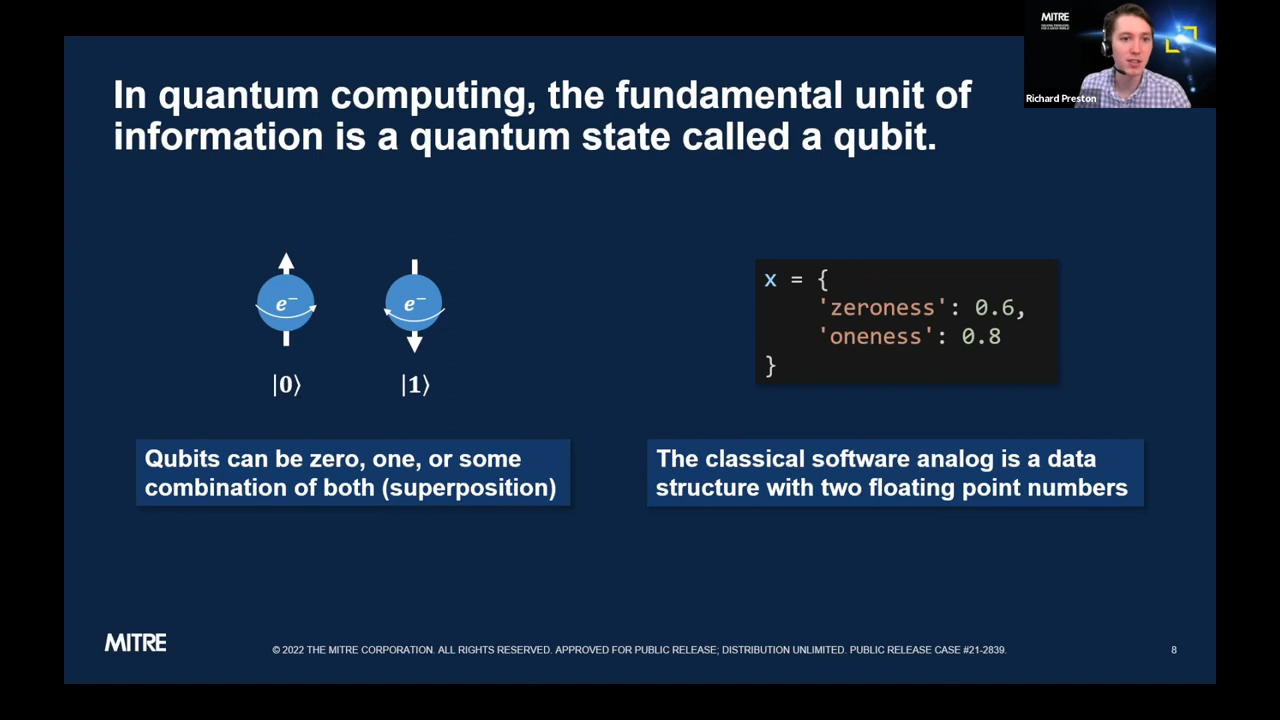 MITRE
Richard Preston
In quantum computing, the fundamental unit of
information is a quantum state called a qubit.
e⁻ e⁻
|0⟩ |1⟩
x = {
'zeroness': 0.6,
'oneness': 0.8
}
Qubits can be zero, one, or some
combination of both (superposition)
The classical software analog is a data
structure with two floating point numbers
MITRE
© 2022 THE MITRE CORPORATION. ALL RIGHTS RESERVED. APPROVED FOR PUBLIC RELEASE; DISTRIBUTION UNLIMITED. PUBLIC RELEASE CASE #21-2839.
8